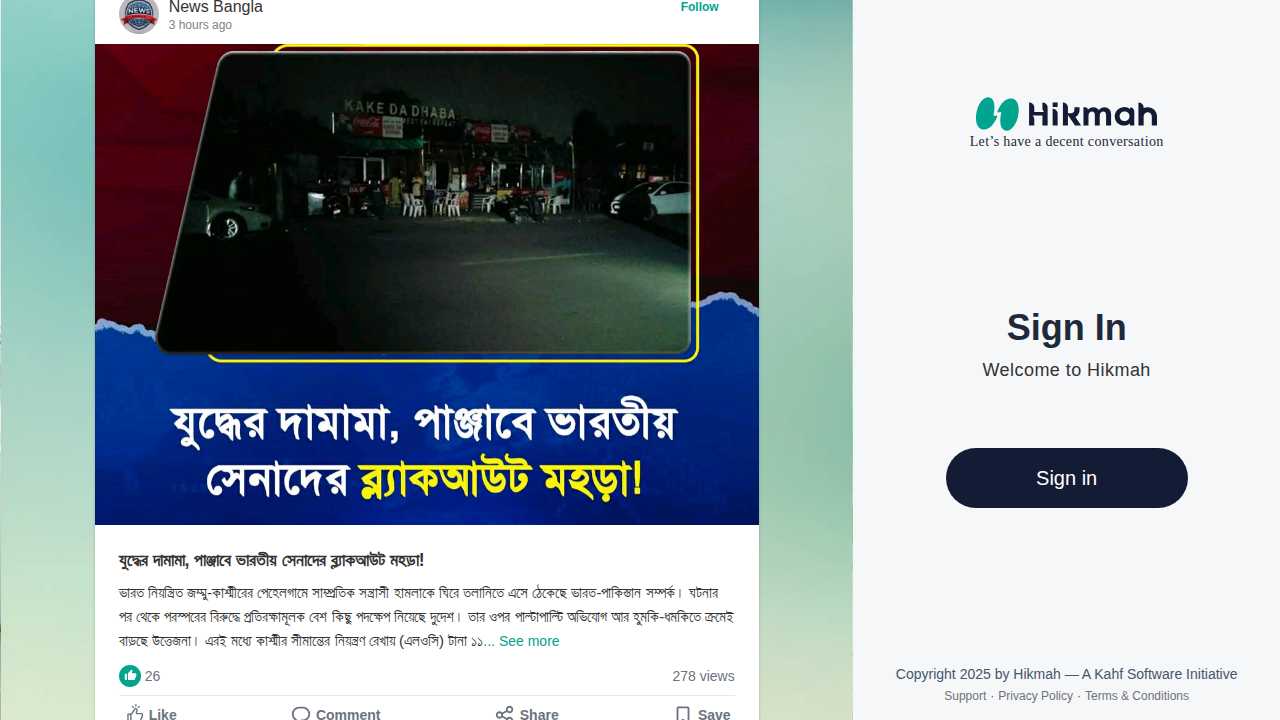 News Bangla
3 hours ago
Follow
KAKE DA DHABA
যুদ্ধের দামামা, পাঞ্জাবে ভারতীয়
সেনাদের ব্ল্যাকআউট মহড়া!
যুদ্ধের দামামা, পাঞ্জাবে ভারতীয় সেনাদের ব্ল্যাকআউট মহড়া!
ভারত নিয়ন্ত্রিত জম্মু-কাশ্মীরের পেহেলগামে সাম্প্রতিক সন্ত্রাসী হামলাকে ঘিরে তলানিতে এসে ঠেকেছে ভারত-পাকিস্তান সম্পর্ক। ঘটনার
পর থেকে পরস্পরের বিরুদ্ধে প্রতিরক্ষামূলক বেশ কিছু পদক্ষেপ নিয়েছে দুদেশ। তার ওপর পাল্টাপাল্টি অভিযোগ আর হুমকি-ধমকিতে ক্রমেই
বাড়ছে উত্তেজনা। এরই মধ্যে কাশ্মীর সীমান্তের নিয়ন্ত্রণ রেখায় (এলওসি) টানা ১১... See more
26
278 views
Like
Comment
Share
Save
Hikmah
Let's have a decent conversation
Sign In
Welcome to Hikmah
Sign in
Copyright 2025 by Hikmah — A Kahf Software Initiative
Support · Privacy Policy · Terms & Conditions